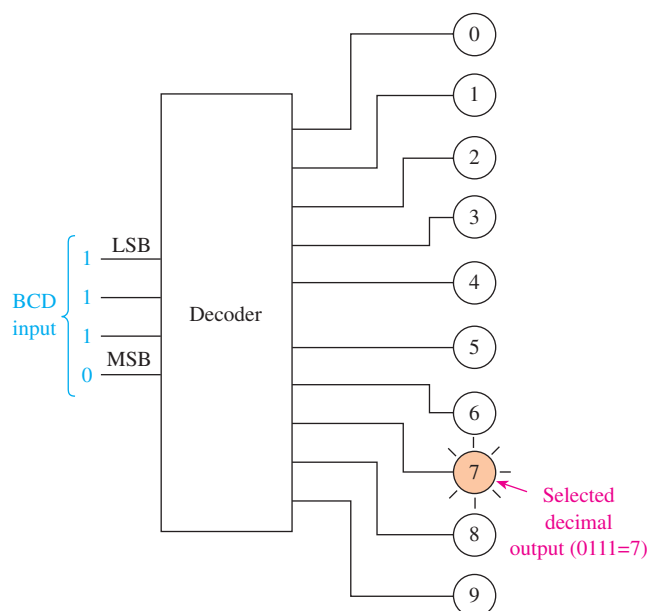 0
1
2
3
LSB
1
4
BCD
input
1
Decoder
1
5
MSB
0
6
7
Selected
decimal
output (0111=7)
8
9